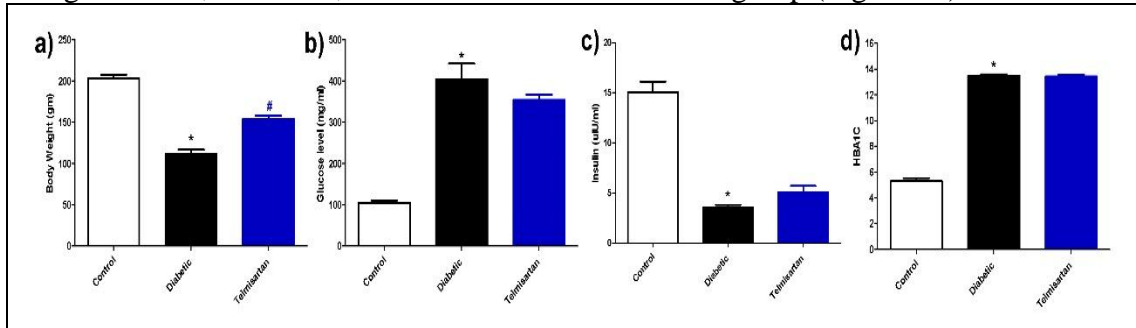 a)
250
200
150
100
50
0
Body Weight (gm)
*
#
Control
Diabetic
Telmisartan
b)
500
400
300
200
100
0
Glucose level (mg/ml)
*
Control
Diabetic
Telmisartan
c)
20
15
10
5
0
Insulin (uIU/ml)
*
Control
Diabetic
Telmisartan
d)
16
14
12
10
8
6
4
2
0
HBA1C
*
Control
Diabetic
Telmisartan